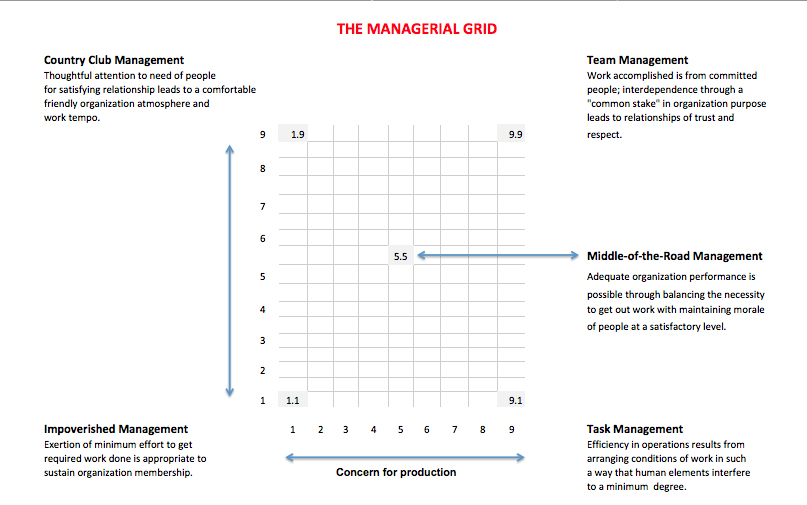 THE MANAGERIAL GRID
Country Club Management
Thoughtful attention to need of people
for satisfying relationship leads to a comfortable
friendly organization atmosphere and
work tempo.
Team Management
Work accomplished is from committed
people; interdependence through a
"common stake" in organization purpose
leads to relationships of trust and
respect.
9 1.9 9.9
8
7
6
5.5
Middle-of-the-Road Management
Adequate organization performance is
possible through balancing the necessity
to get out work with maintaining morale
of people at a satisfactory level.
5
4
3
2
1 1.1 9.1
1 2 3 4 5 6 7 8 9
Concern for production
Impoverished Management
Exertion of minimum effort to get
required work done is appropriate to
sustain organization membership.
Task Management
Efficiency in operations results from
arranging conditions of work in such
a way that human elements interfere
to a minimum degree.